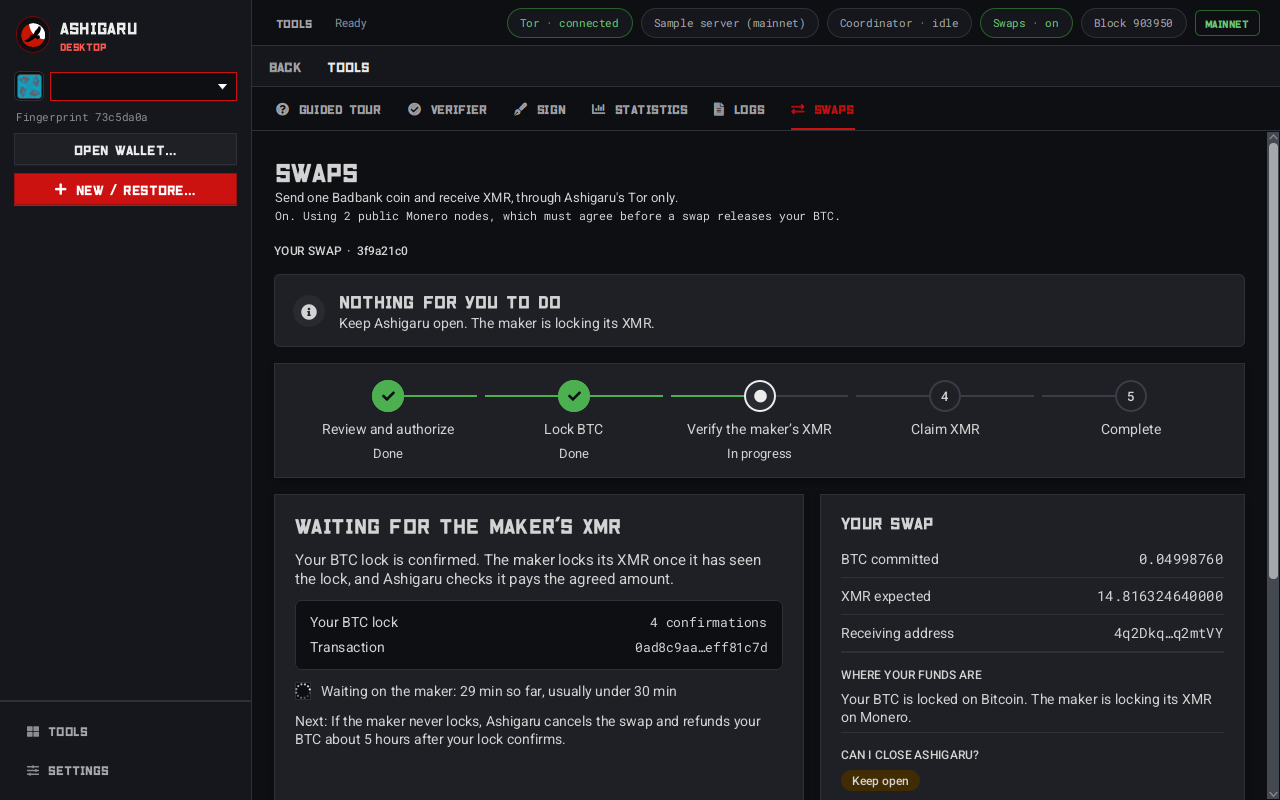 ASHIGARU
DESKTOP
Fingerprint 73c5da0a
OPEN WALLET...
NEW / RESTORE...
TOOLS
SETTINGS
TOOLS Ready Tor · connected Sample server (mainnet) Coordinator · idle Swaps · on Block 903950 MAINNET
BACK TOOLS
GUIDED TOUR VERIFIER SIGN STATISTICS LOGS SWAPS
SWAPS
Send one Badbank coin and receive XMR, through Ashigaru's Tor only.
On. Using 2 public Monero nodes, which must agree before a swap releases your BTC.
YOUR SWAP · 3f9a21c0
NOTHING FOR YOU TO DO
Keep Ashigaru open. The maker is locking its XMR.
4 5
Review and authorize Lock BTC Verify the maker’s XMR Claim XMR Complete
Done Done In progress
WAITING FOR THE MAKER’S XMR
Your BTC lock is confirmed. The maker locks its XMR once it has seen
the lock, and Ashigaru checks it pays the agreed amount.
Your BTC lock 4 confirmations
Transaction 0ad8c9aa…eff81c7d
Waiting on the maker: 29 min so far, usually under 30 min
Next: If the maker never locks, Ashigaru cancels the swap and refunds your
BTC about 5 hours after your lock confirms.
YOUR SWAP
BTC committed 0.04998760
XMR expected 14.816324640000
Receiving address 4q2Dkq…q2mtVY
WHERE YOUR FUNDS ARE
Your BTC is locked on Bitcoin. The maker is locking its XMR
on Monero.
CAN I CLOSE ASHIGARU?
Keep open